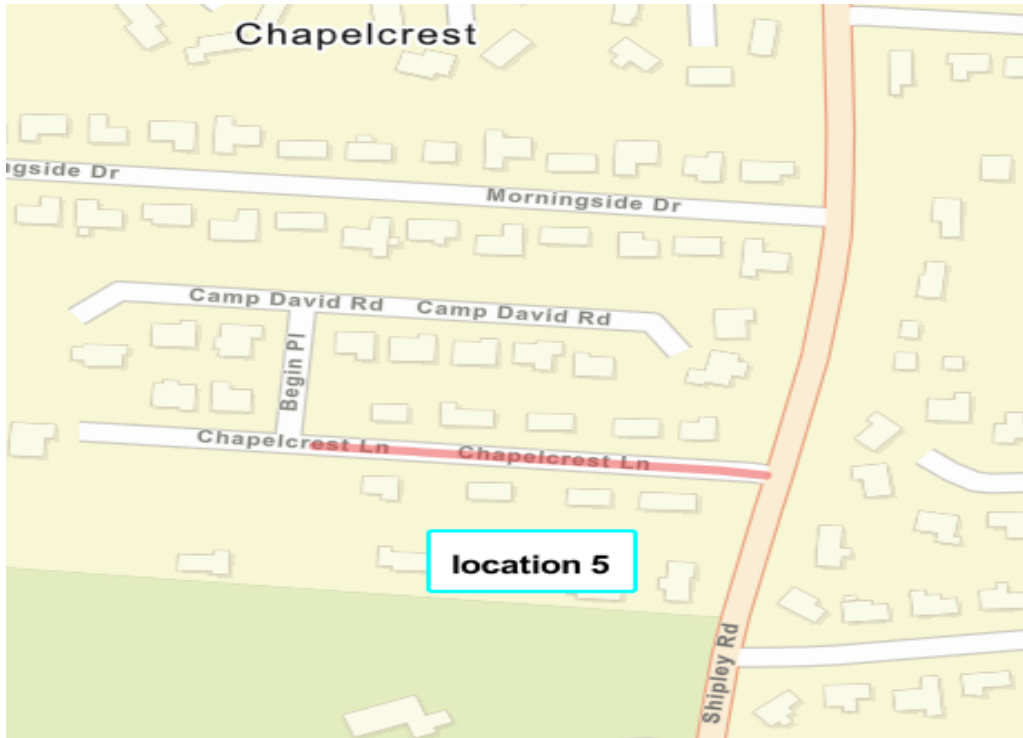 Chapelcrest
ngside Dr
Morningside Dr
Camp David Rd
Camp David Rd
Begin Pl
Chapelcrest Ln
Chapelcrest Ln
location 5
Shipley Rd